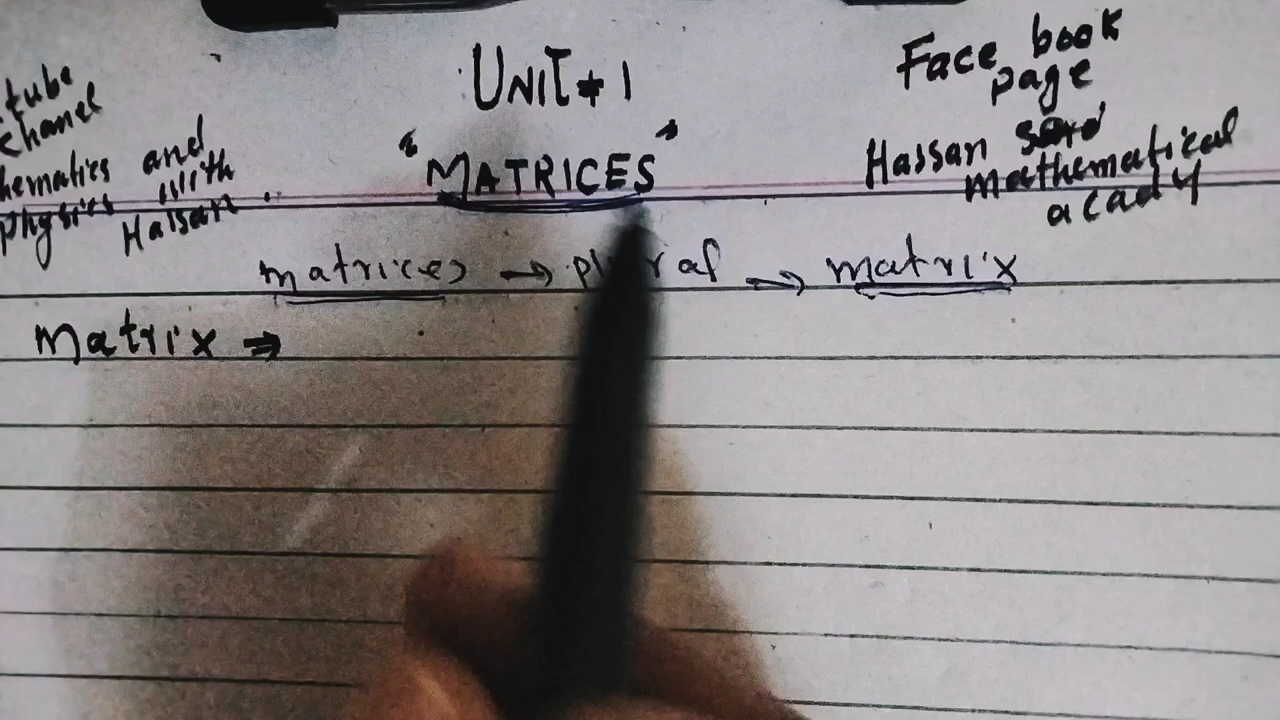 UNIT # 1
"MATRICES"
tube
chanel
hematics and
physics with
Hassan
Face book
page
Hassan
mathematical
acady
matrices → → matrix
Matrix ⇒